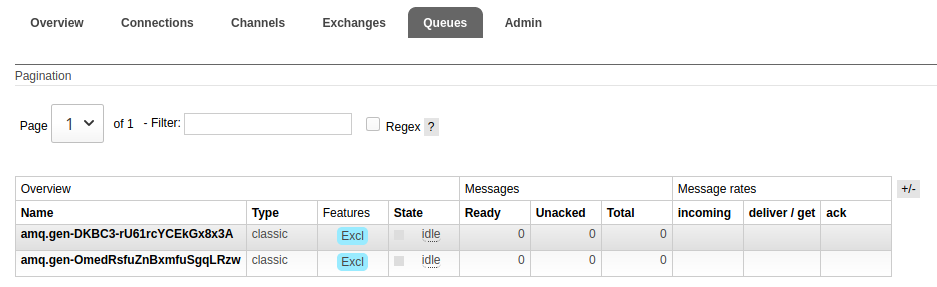 Overview Connections Channels Exchanges Queues Admin
Pagination
Page 1 of 1 - Filter: Regex ?
Overview Messages Message rates +/-
Name Type Features State Ready Unacked Total incoming deliver / get ack
amq.gen-DKBC3-rU61rcYCEkGx8x3A classic Excl idle 0 0 0
amq.gen-OmedRsfuZnBxmfuSgqLRzw classic Excl idle 0 0 0